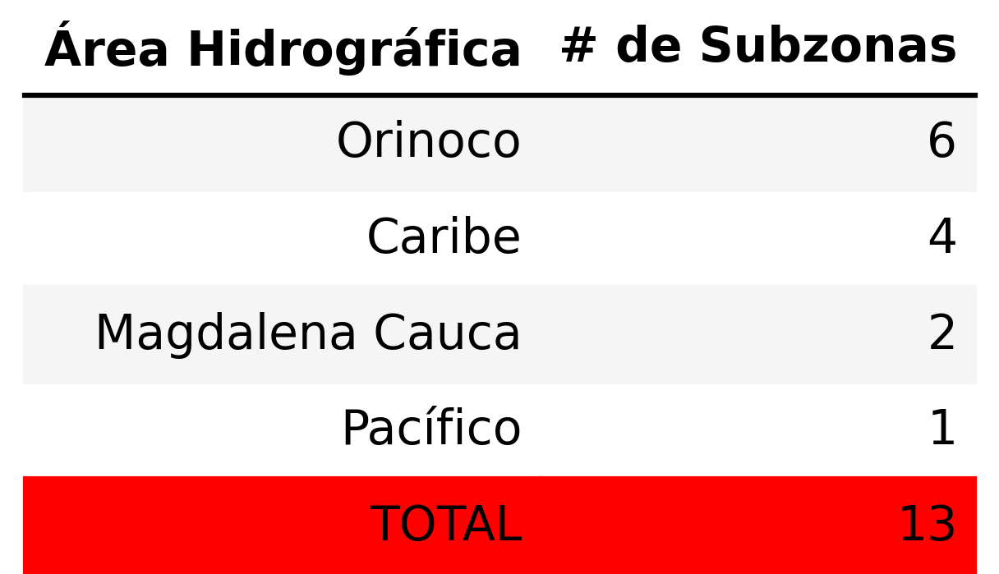 Área Hidrográfica # de Subzonas
Orinoco 6
Caribe 4
Magdalena Cauca 2
Pacífico 1
TOTAL 13